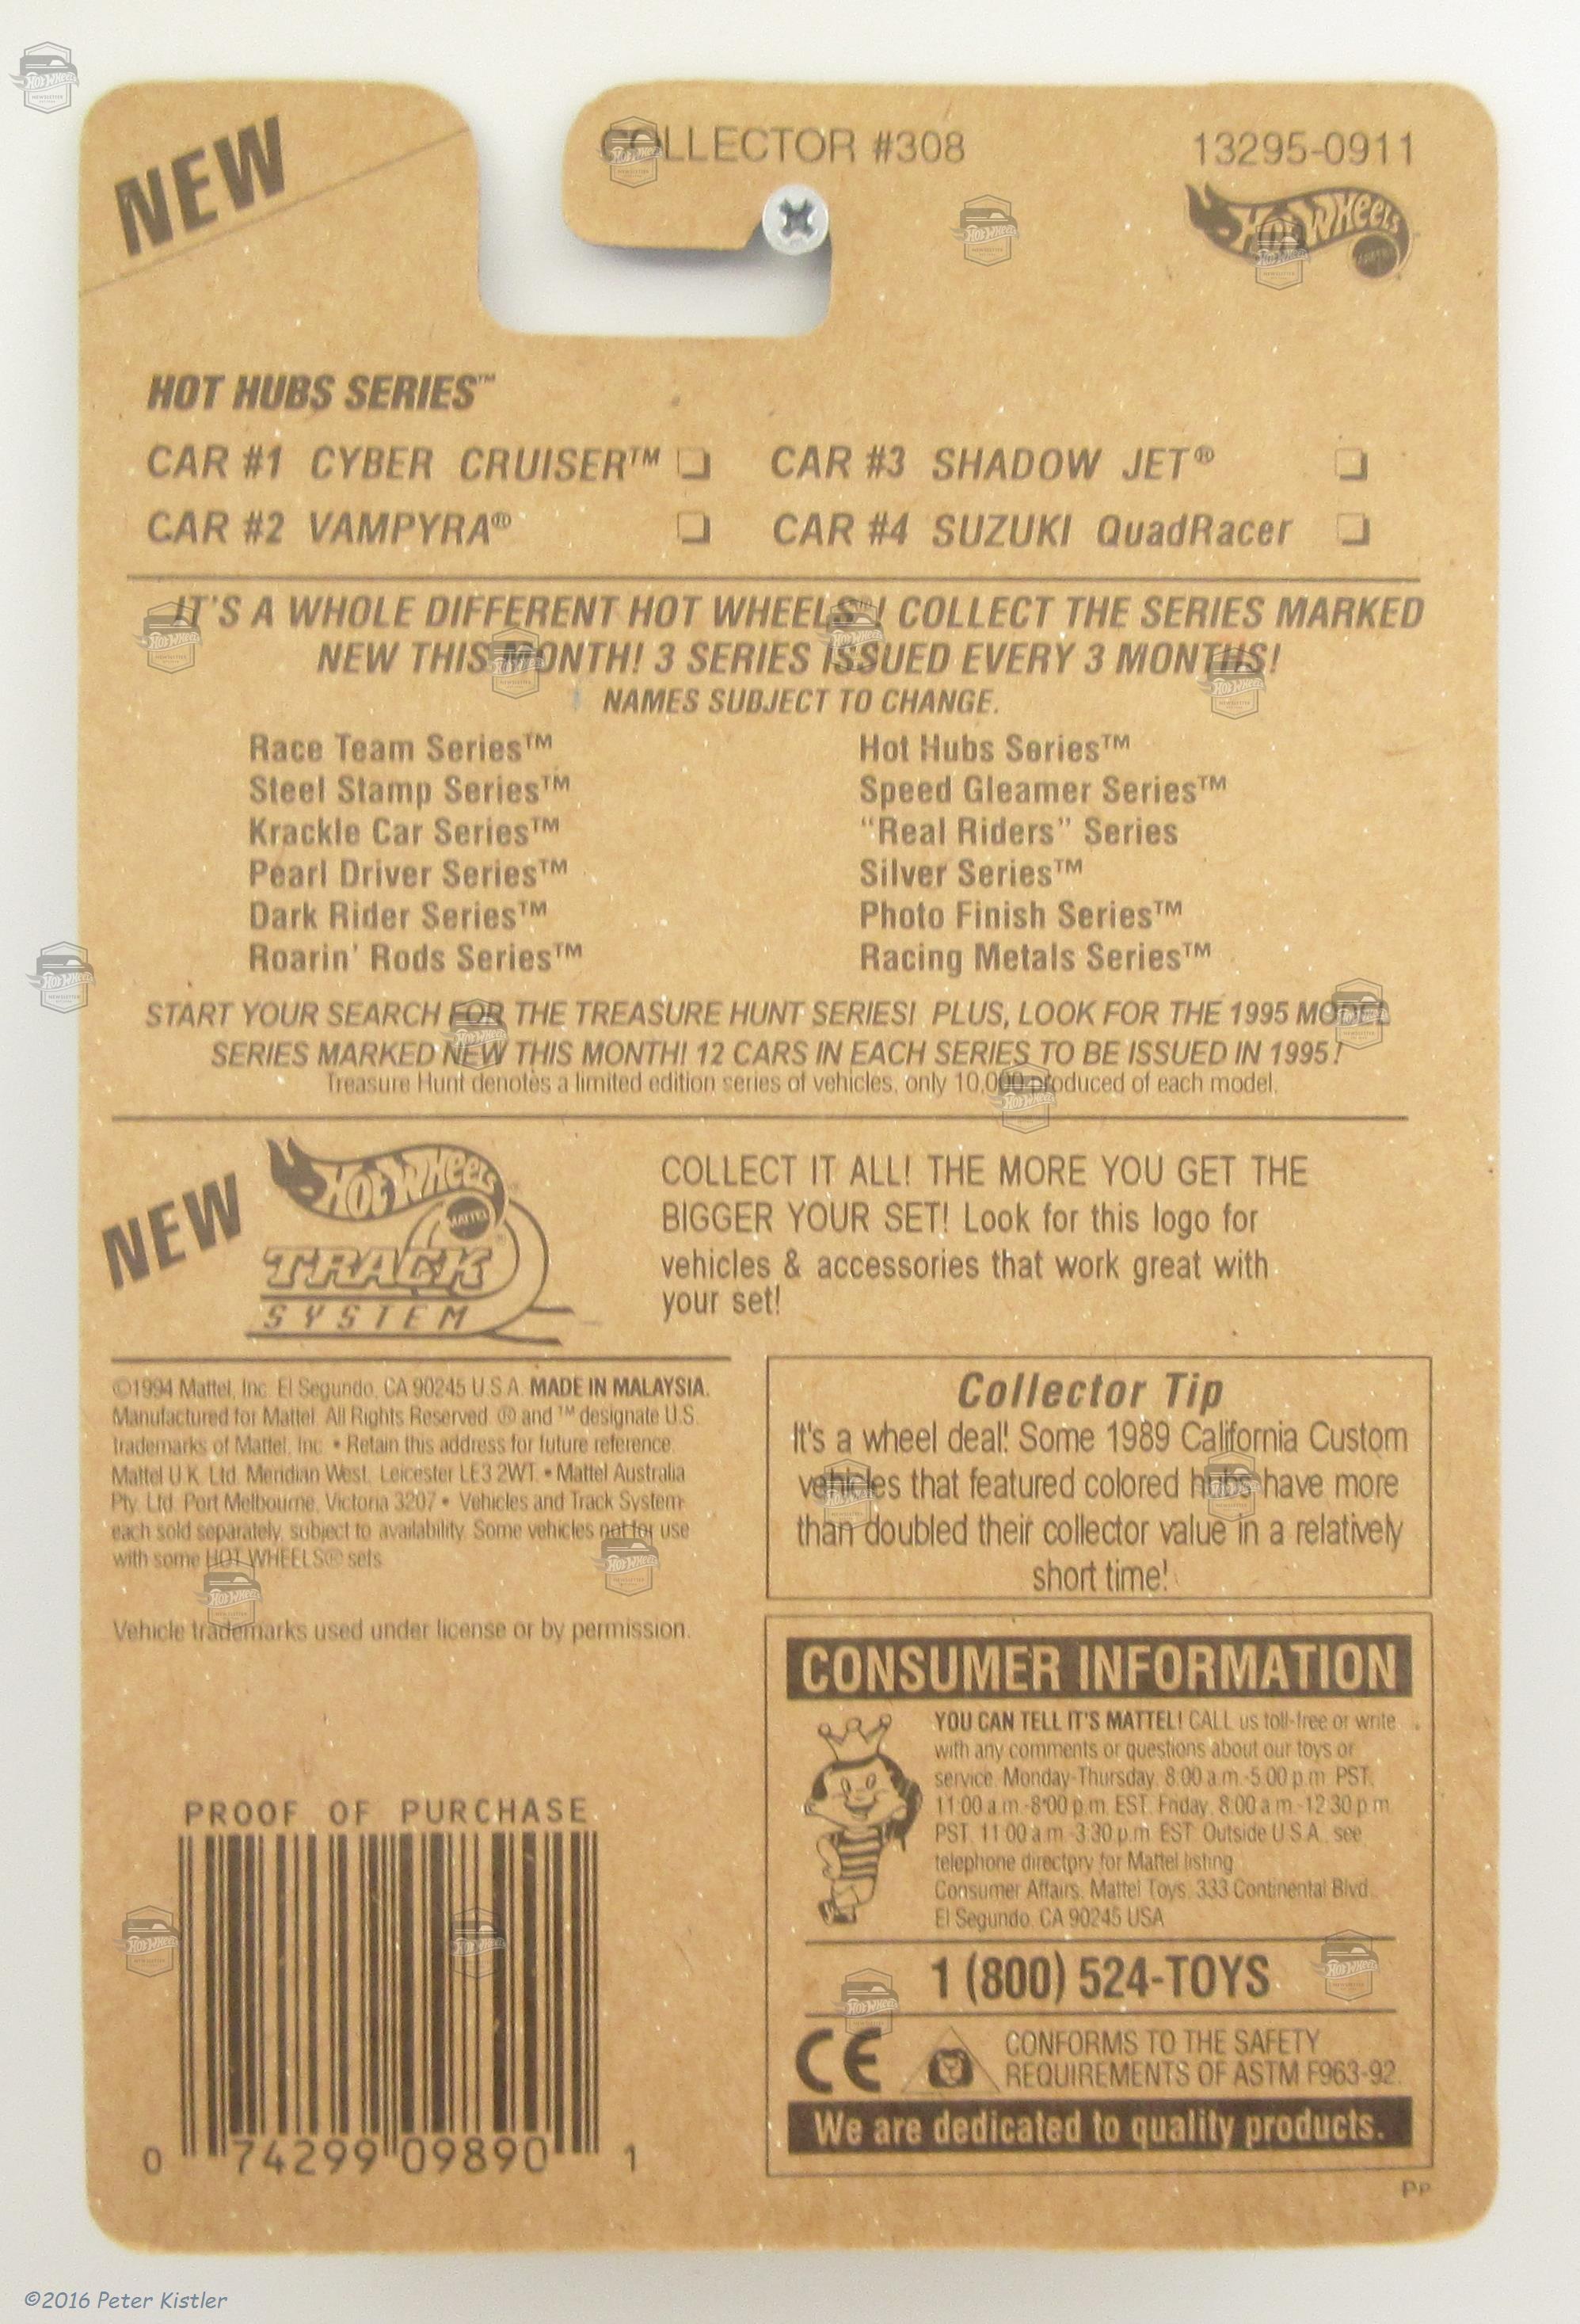 NEW
COLLECTOR #308
13295-0911
HOT WHEELS
HOT HUBS SERIES™
CAR #1 CYBER CRUISER™ ❑ CAR #3 SHADOW JET® ❑
CAR #2 VAMPYRA® ❑ CAR #4 SUZUKI QuadRacer ❑
IT'S A WHOLE DIFFERENT HOT WHEELS®! COLLECT THE SERIES MARKED
NEW THIS MONTH! 3 SERIES ISSUED EVERY 3 MONTHS!
NAMES SUBJECT TO CHANGE.
Race Team Series™ Hot Hubs Series™
Steel Stamp Series™ Speed Gleamer Series™
Krackle Car Series™ “Real Riders” Series
Pearl Driver Series™ Silver Series™
Dark Rider Series™ Photo Finish Series™
Roarin' Rods Series™ Racing Metals Series™
START YOUR SEARCH FOR THE TREASURE HUNT SERIES! PLUS, LOOK FOR THE 1995 MODEL
SERIES MARKED NEW THIS MONTH! 12 CARS IN EACH SERIES TO BE ISSUED IN 1995!
Treasure Hunt denotes a limited edition series of vehicles, only 10,000 produced of each model.
NEW
HOT WHEELS
MATTEL
TRACK
SYSTEM
COLLECT IT ALL! THE MORE YOU GET THE
BIGGER YOUR SET! Look for this logo for
vehicles & accessories that work great with
your set!
©1994 Mattel, Inc. El Segundo, CA 90245 U.S.A. MADE IN MALAYSIA.
Manufactured for Mattel. All Rights Reserved. ® and ™ designate U.S.
trademarks of Mattel, Inc. • Retain this address for future reference.
Mattel U.K. Ltd. Meridian West, Leicester LE3 2WT. • Mattel Australia
Pty. Ltd. Port Melbourne, Victoria 3207 • Vehicles and Track System
each sold separately, subject to availability. Some vehicles not for use
with some HOT WHEELS® sets.
Vehicle trademarks used under license or by permission.
Collector Tip
It's a wheel deal! Some 1989 California Custom
vehicles that featured colored hubs have more
than doubled their collector value in a relatively
short time!
CONSUMER INFORMATION
YOU CAN TELL IT'S MATTEL! CALL us toll-free or write
with any comments or questions about our toys or
service. Monday-Thursday, 8:00 a.m.-5:00 p.m. PST,
11:00 a.m.-8:00 p.m. EST. Friday, 8:00 a.m.-12:30 p.m.
PST, 11:00 a.m.-3:30 p.m. EST. Outside U.S.A., see
telephone directory for Mattel listing.
Consumer Affairs, Mattel Toys, 333 Continental Blvd.,
El Segundo, CA 90245 USA
1 (800) 524-TOYS
CE
CONFORMS TO THE SAFETY
REQUIREMENTS OF ASTM F963-92.
We are dedicated to quality products.
PP
PROOF OF PURCHASE
0 74299 09890 1
©2016 Peter Kistler